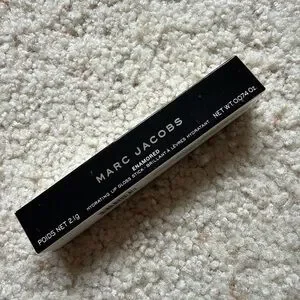 MARC JACOBS
ENAMORED
HYDRATING LIP GLOSS STICK BRILLANT À LÈVRES HYDRATANT
POIDS NET 2.1g NET WT 0.074 Oz